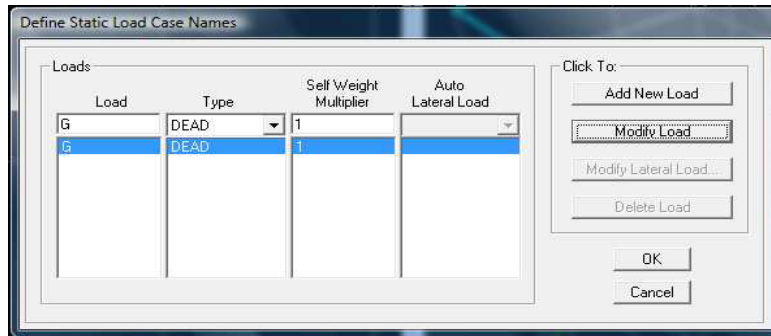 Define Static Load Case Names
Loads
Click To:
Load
Type
Self Weight
Multiplier
Auto
Lateral Load
G
DEAD
1
G
DEAD
1
Add New Load
Modify Load
Modify Lateral Load...
Delete Load
OK
Cancel